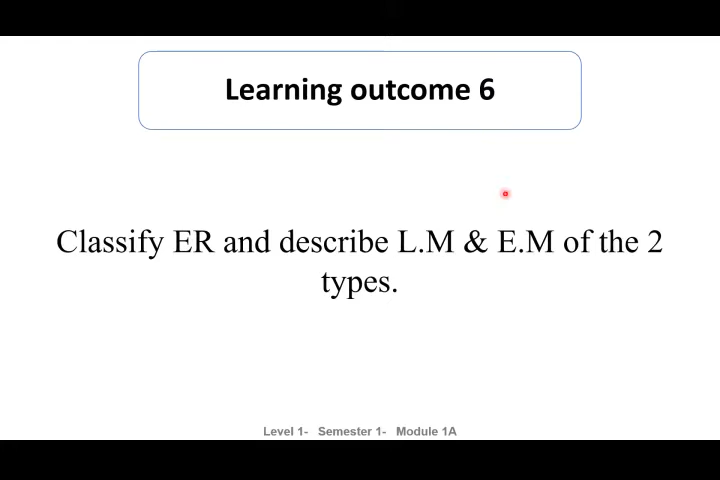 Learning outcome 6
Classify ER and describe L.M & E.M of the 2
types.
Level 1- Semester 1- Module 1A